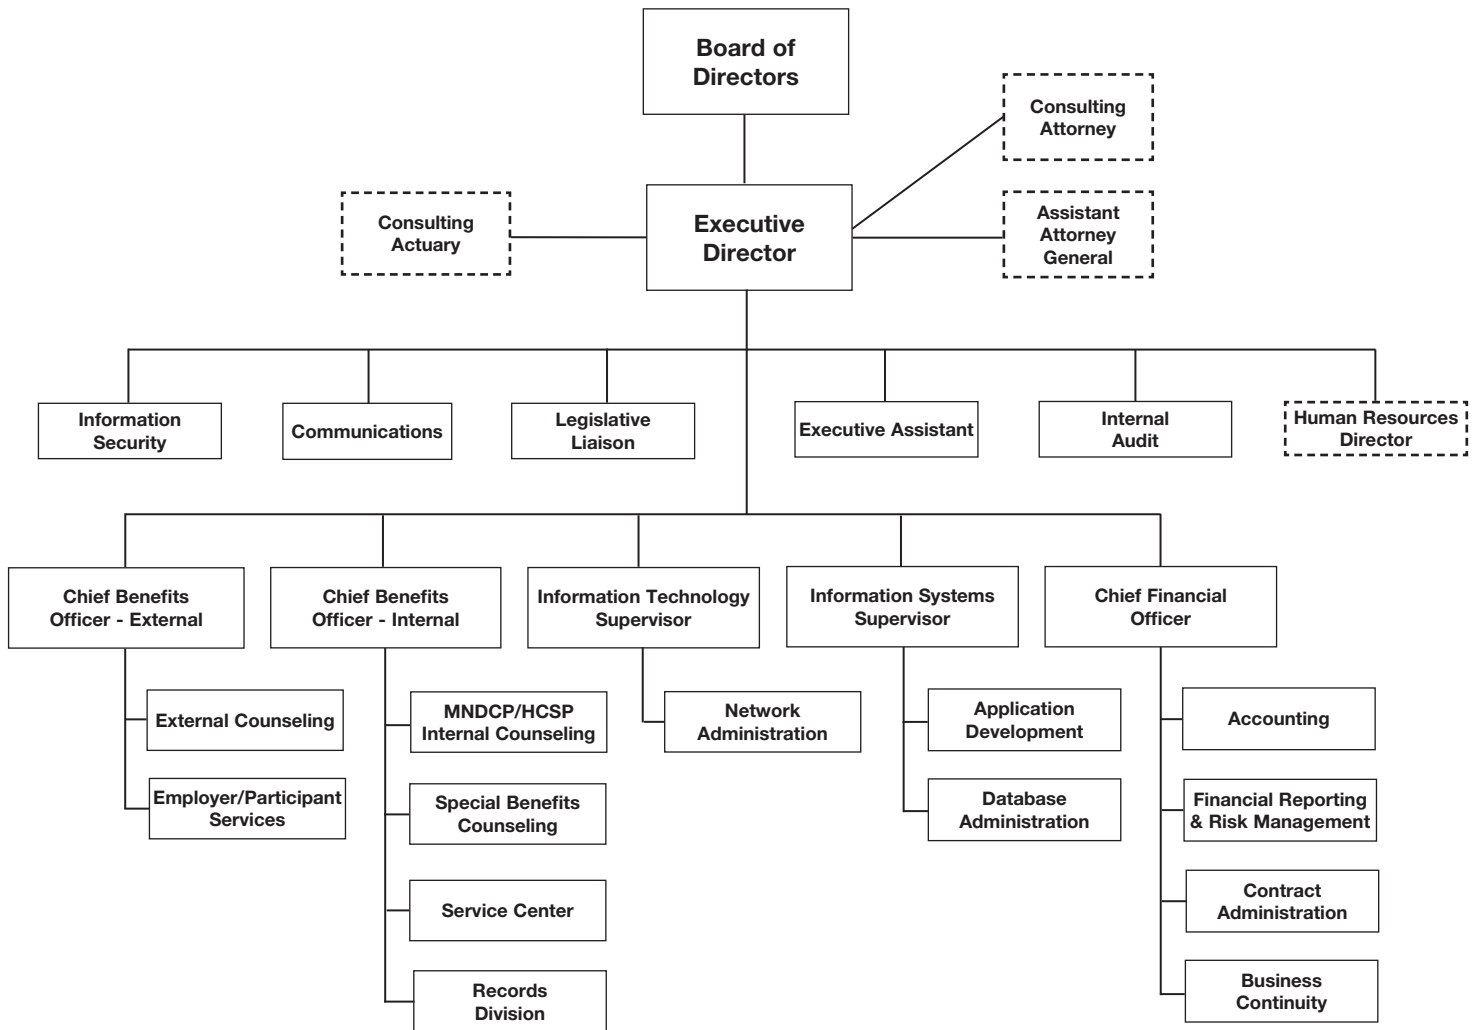 Board of
Directors
Consulting
Attorney
Consulting
Actuary
Executive
Director
Assistant
Attorney
General
Information
Security
Communications
Legislative
Liaison
Executive Assistant
Internal
Audit
Human Resources
Director
Chief Benefits
Officer - External
Chief Benefits
Officer - Internal
Information Technology
Supervisor
Information Systems
Supervisor
Chief Financial
Officer
External Counseling
Employer/Participant
Services
MNDCP/HCSP
Internal Counseling
Special Benefits
Counseling
Service Center
Records
Division
Network
Administration
Application
Development
Database
Administration
Accounting
Financial Reporting
& Risk Management
Contract
Administration
Business
Continuity